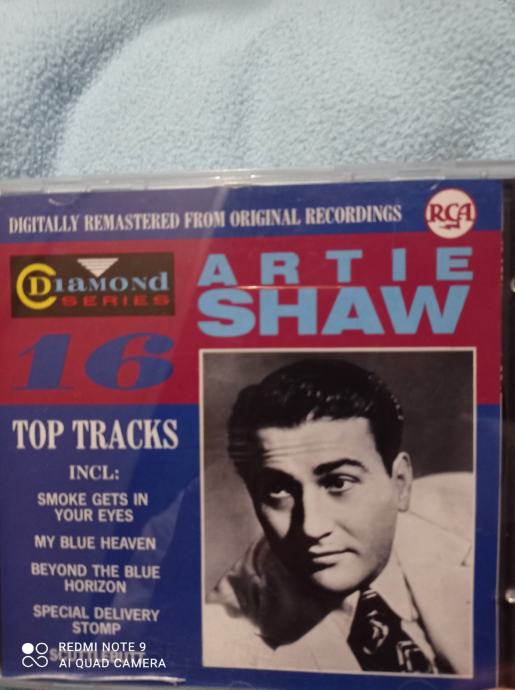 DIGITALLY REMASTERED FROM ORIGINAL RECORDINGS
RCA
DIAMOND
SERIES
ARTIE
SHAW
16
TOP TRACKS
INCL:
SMOKE GETS IN
YOUR EYES
MY BLUE HEAVEN
BEYOND THE BLUE
HORIZON
SPECIAL DELIVERY
STOMP
REDMI NOTE 9
AI QUAD CAMERA